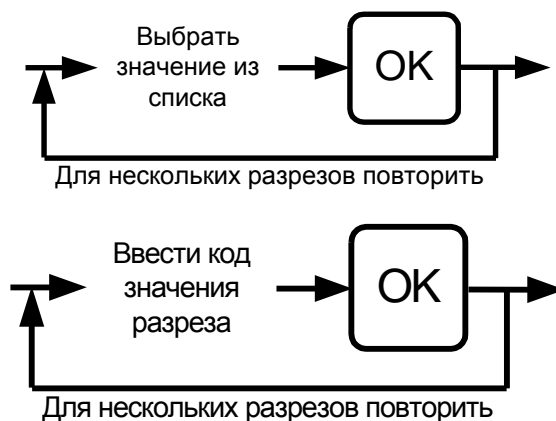 Выбрать
значение из
списка
OK
Для нескольких разрезов повторить
Ввести код
значения
разреза
OK
Для нескольких разрезов повторить